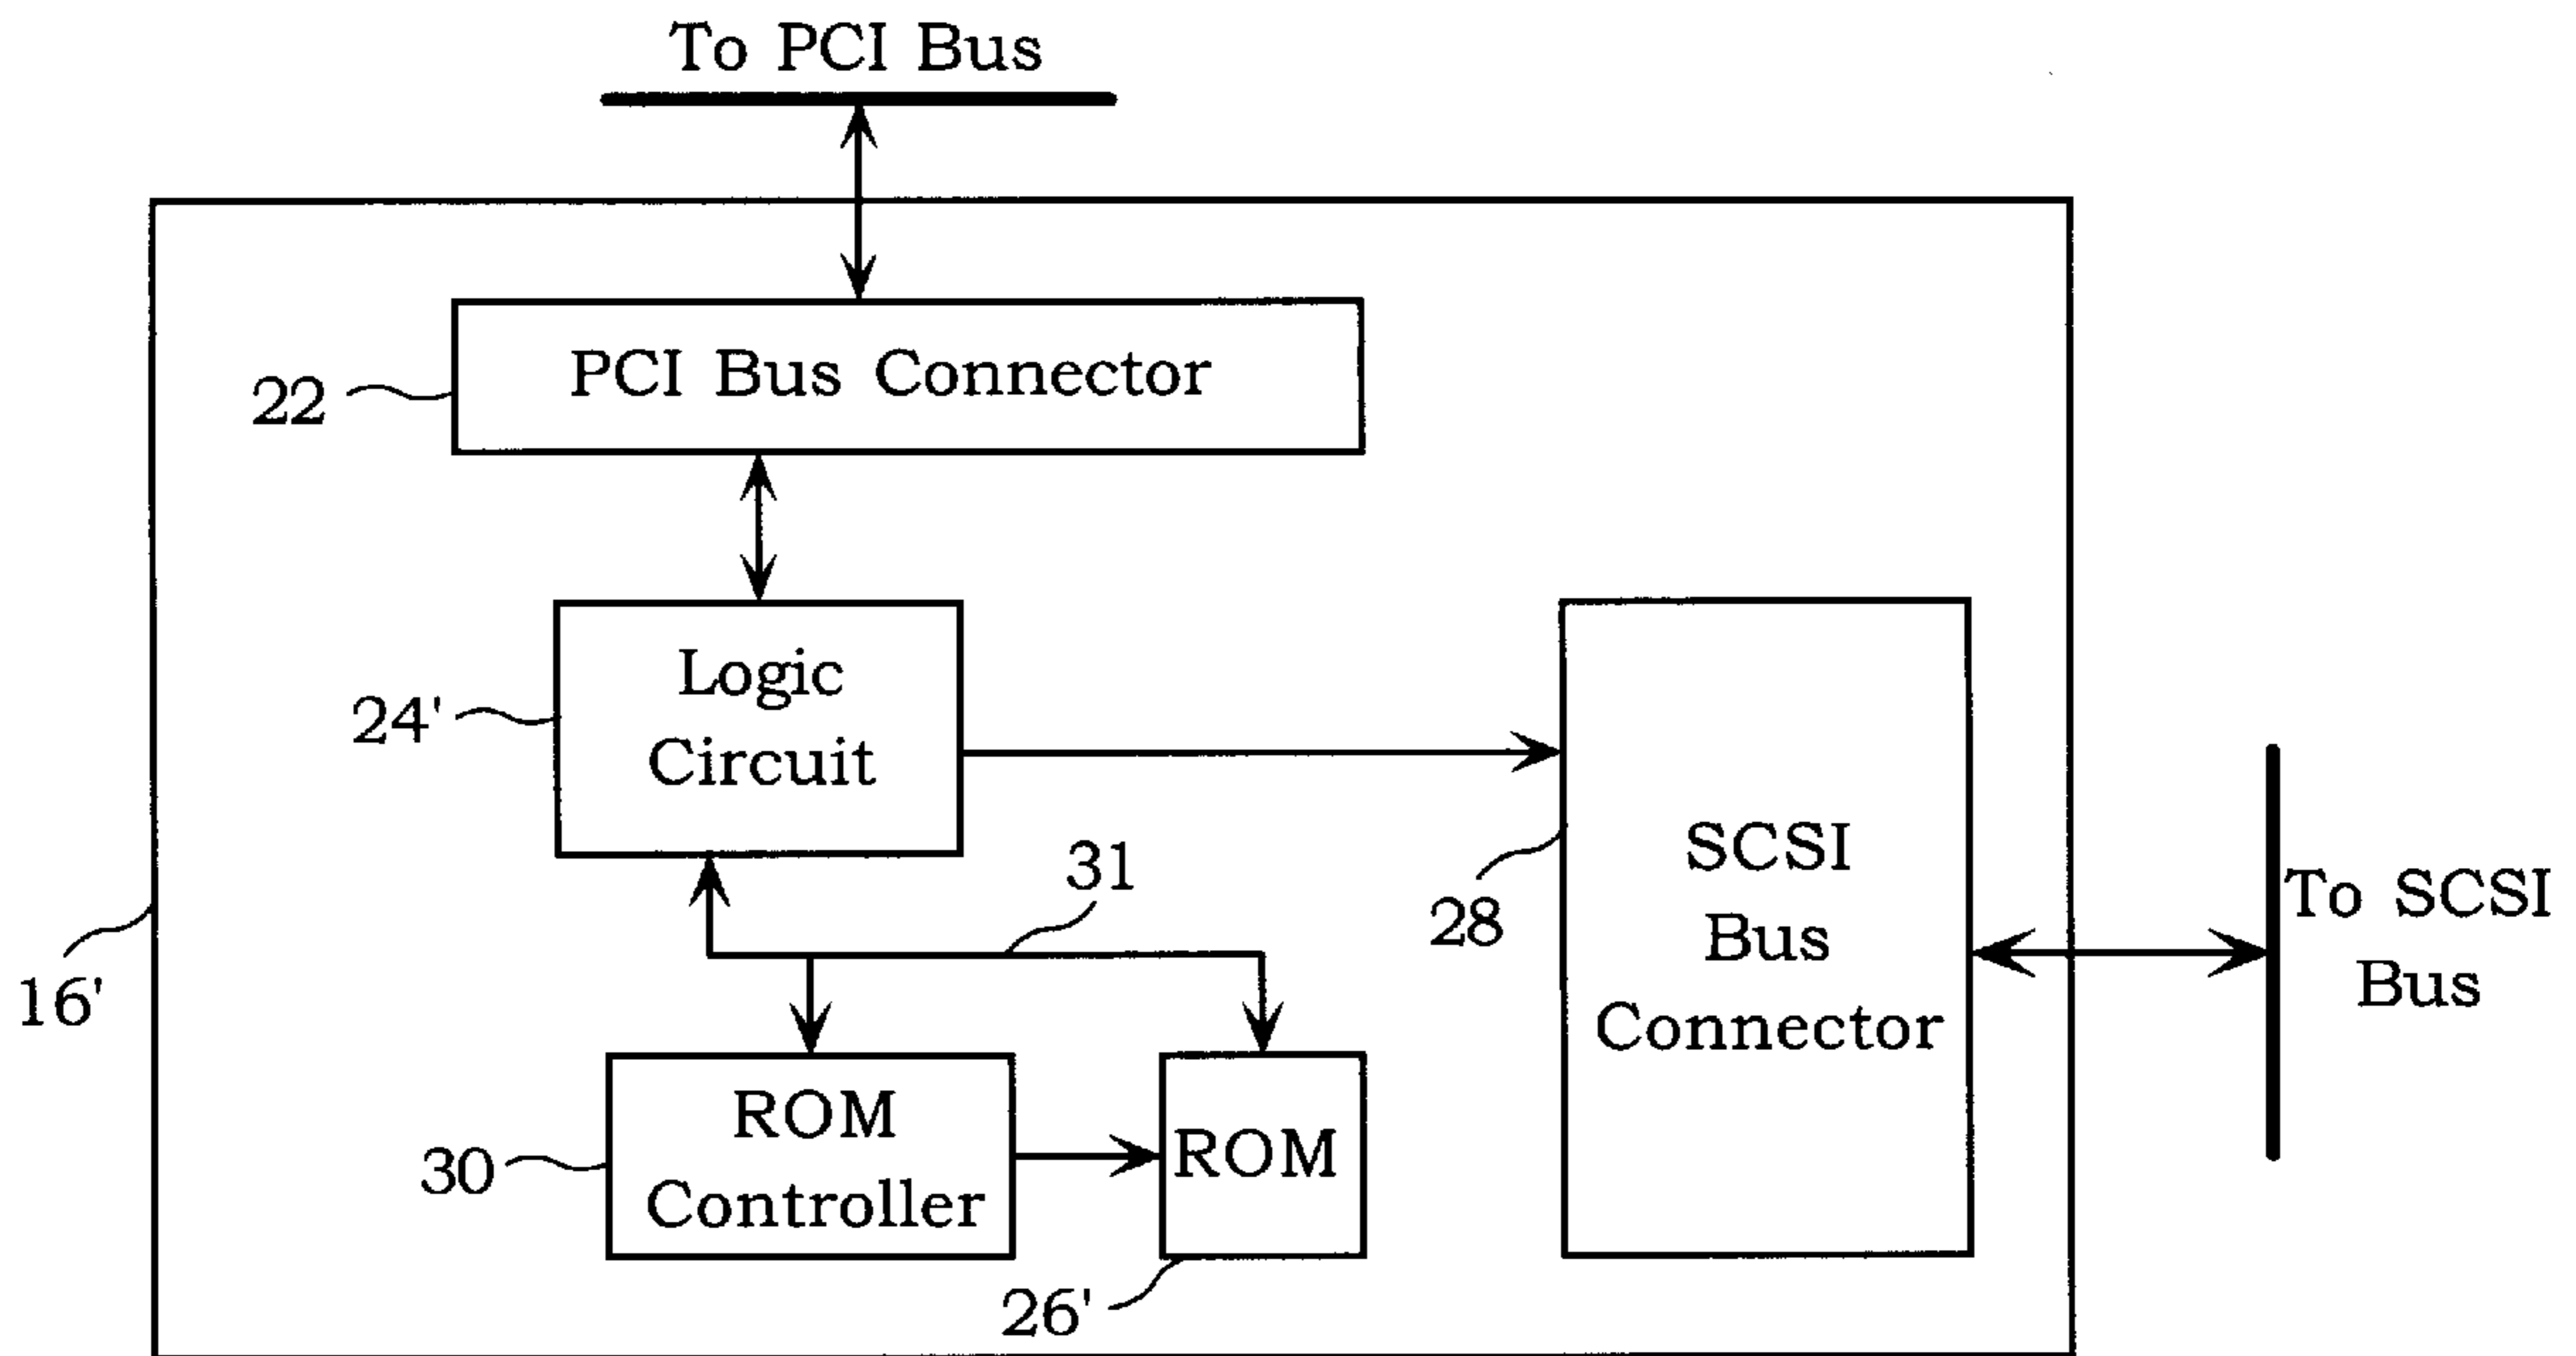 To PCI Bus
PCI Bus Connector
22
Logic
Circuit
24'
31
28
SCSI
Bus
Connector
To SCSI
Bus
16'
ROM
Controller
30
ROM
26'